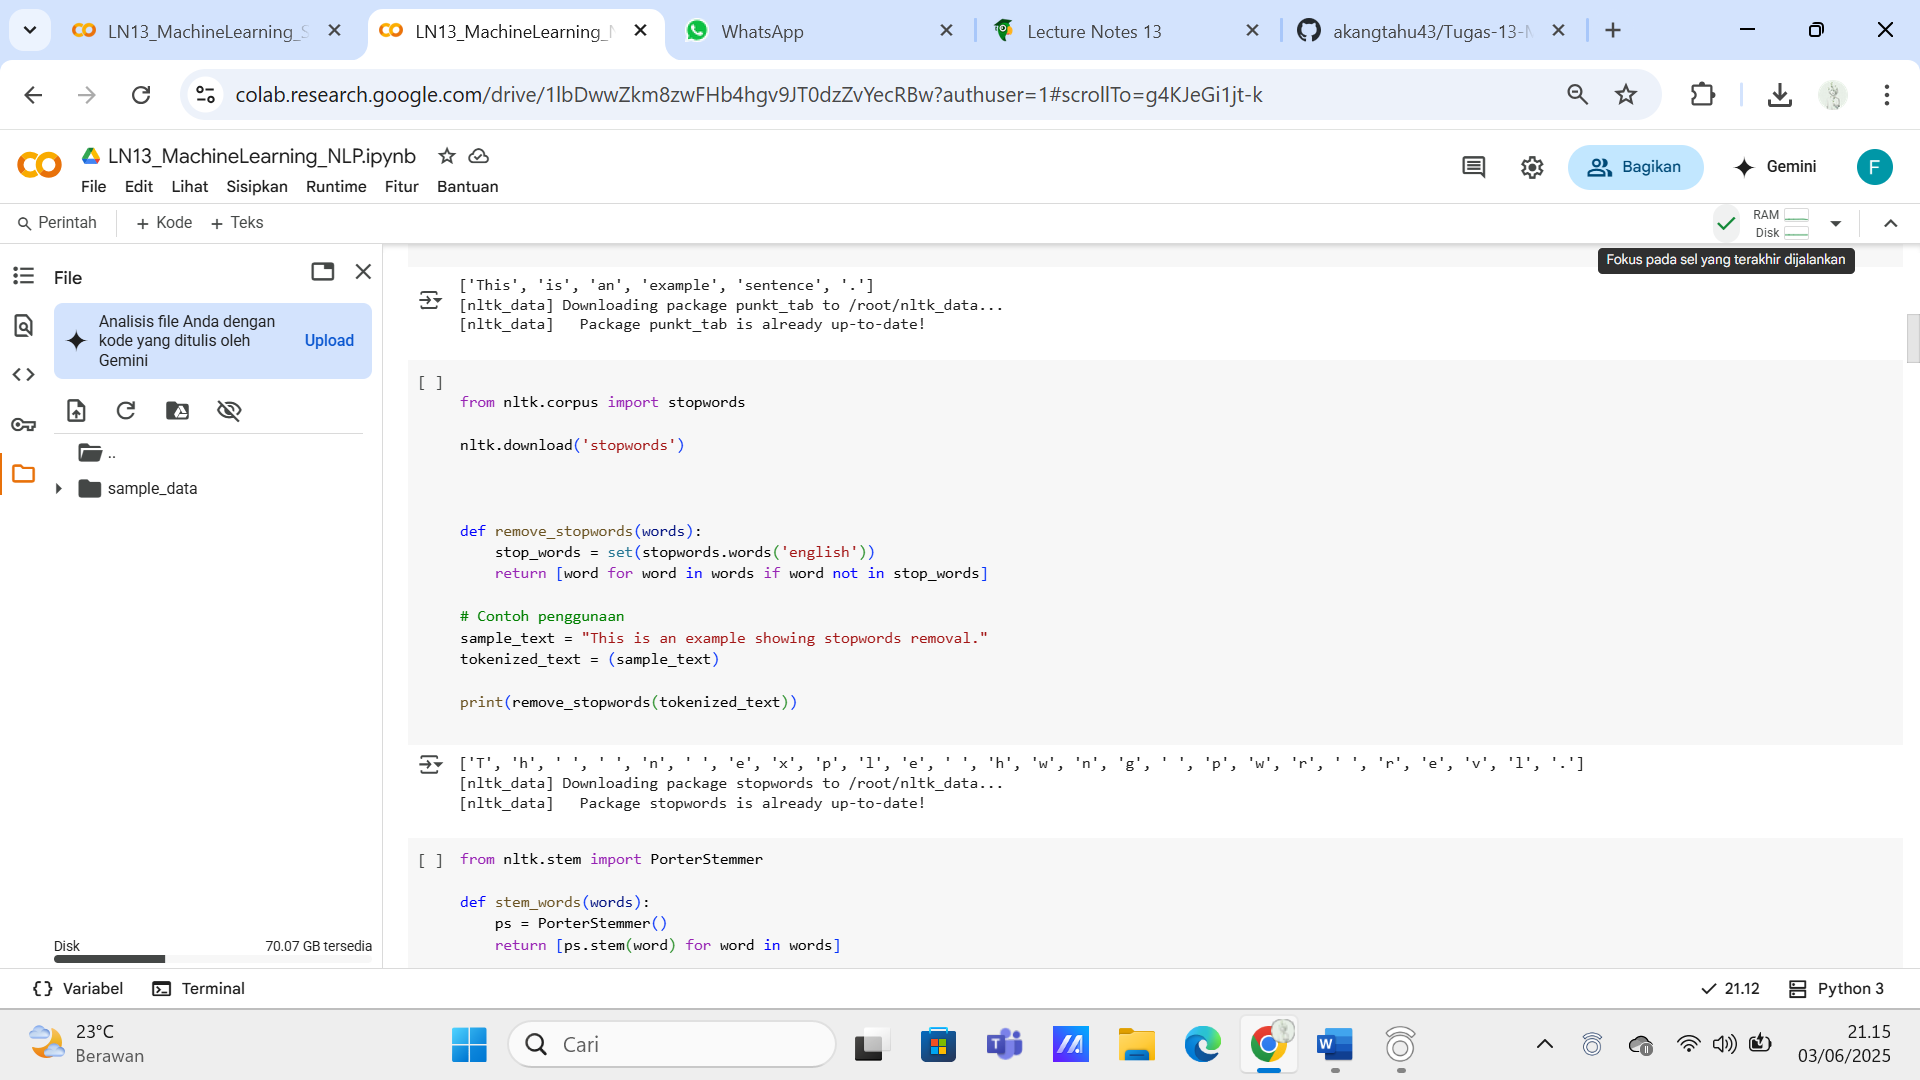 LN13_MachineLearning_S
LN13_MachineLearning_N
WhatsApp
Lecture Notes 13
akangtahu43/Tugas-13-M
colab.research.google.com/drive/1lbDwwZkm8zwFHb4hgv9JT0dzZvYecRBw?authuser=1#scrollTo=g4KJeGi1jt-k
LN13_MachineLearning_NLP.ipynb
File Edit Lihat Sisipkan Runtime Fitur Bantuan
Bagikan
Gemini
F
Perintah
+ Kode
+ Teks
RAM
Disk
Fokus pada sel yang terakhir dijalankan
File
Analisis file Anda dengan
kode yang ditulis oleh
Gemini
Upload
..
sample_data
Disk
70.07 GB tersedia
['This', 'is', 'an', 'example', 'sentence', '.']
[nltk_data] Downloading package punkt_tab to /root/nltk_data...
[nltk_data]   Package punkt_tab is already up-to-date!
[ ]
from nltk.corpus import stopwords
nltk.download('stopwords')
def remove_stopwords(words):
    stop_words = set(stopwords.words('english'))
    return [word for word in words if word not in stop_words]
# Contoh penggunaan
sample_text = "This is an example showing stopwords removal."
tokenized_text = (sample_text)
print(remove_stopwords(tokenized_text))
['T', 'h', ' ', ' ', 'n', ' ', 'e', 'x', 'p', 'l', 'e', ' ', 'h', 'w', 'n', 'g', ' ', 'p', 'w', 'r', ' ', 'r', 'e', 'v', 'l', '.']
[nltk_data] Downloading package stopwords to /root/nltk_data...
[nltk_data]   Package stopwords is already up-to-date!
[ ] from nltk.stem import PorterStemmer
def stem_words(words):
    ps = PorterStemmer()
    return [ps.stem(word) for word in words]
Variabel
Terminal
21.12
Python 3
23°C
Berawan
Cari
21.15
03/06/2025